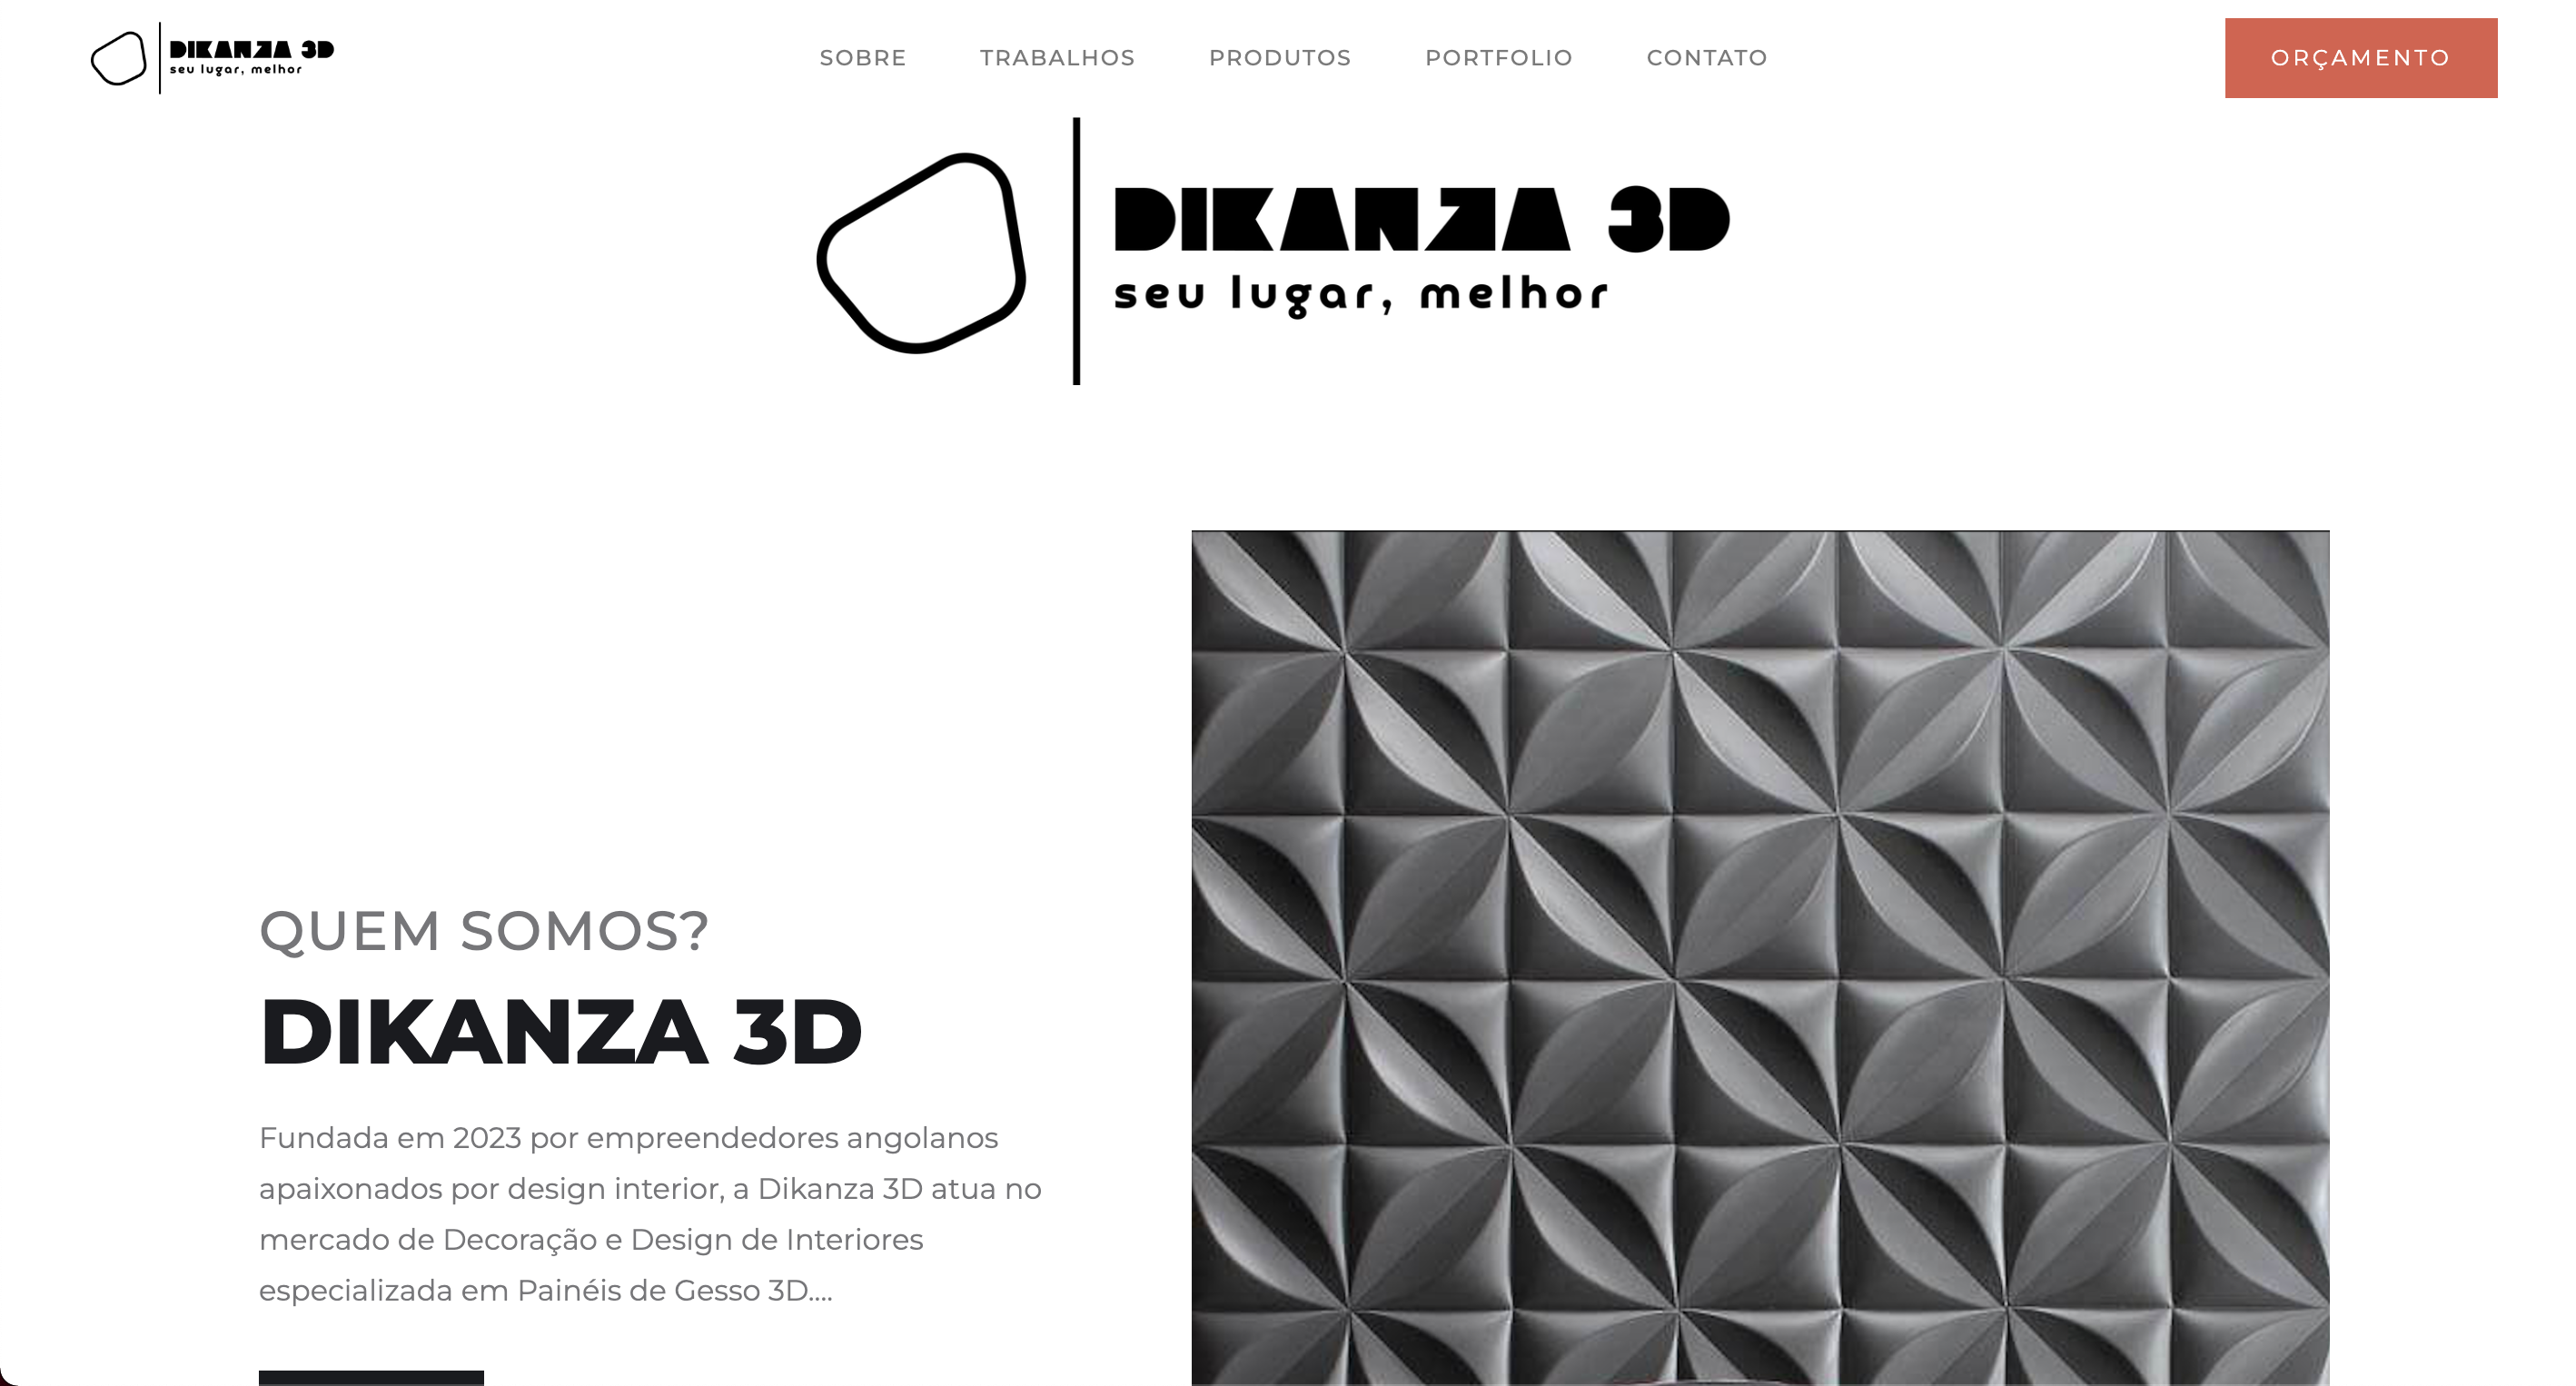 DIKANZA 3D
seu lugar, melhor
SOBRE
TRABALHOS
PRODUTOS
PORTFOLIO
CONTATO
ORÇAMENTO
DIKANZA 3D
seu lugar, melhor
QUEM SOMOS?
DIKANZA 3D
Fundada em 2023 por empreendedores angolanos
apaixonados por design interior, a Dikanza 3D atua no
mercado de Decoração e Design de Interiores
especializada em Painéis de Gesso 3D....